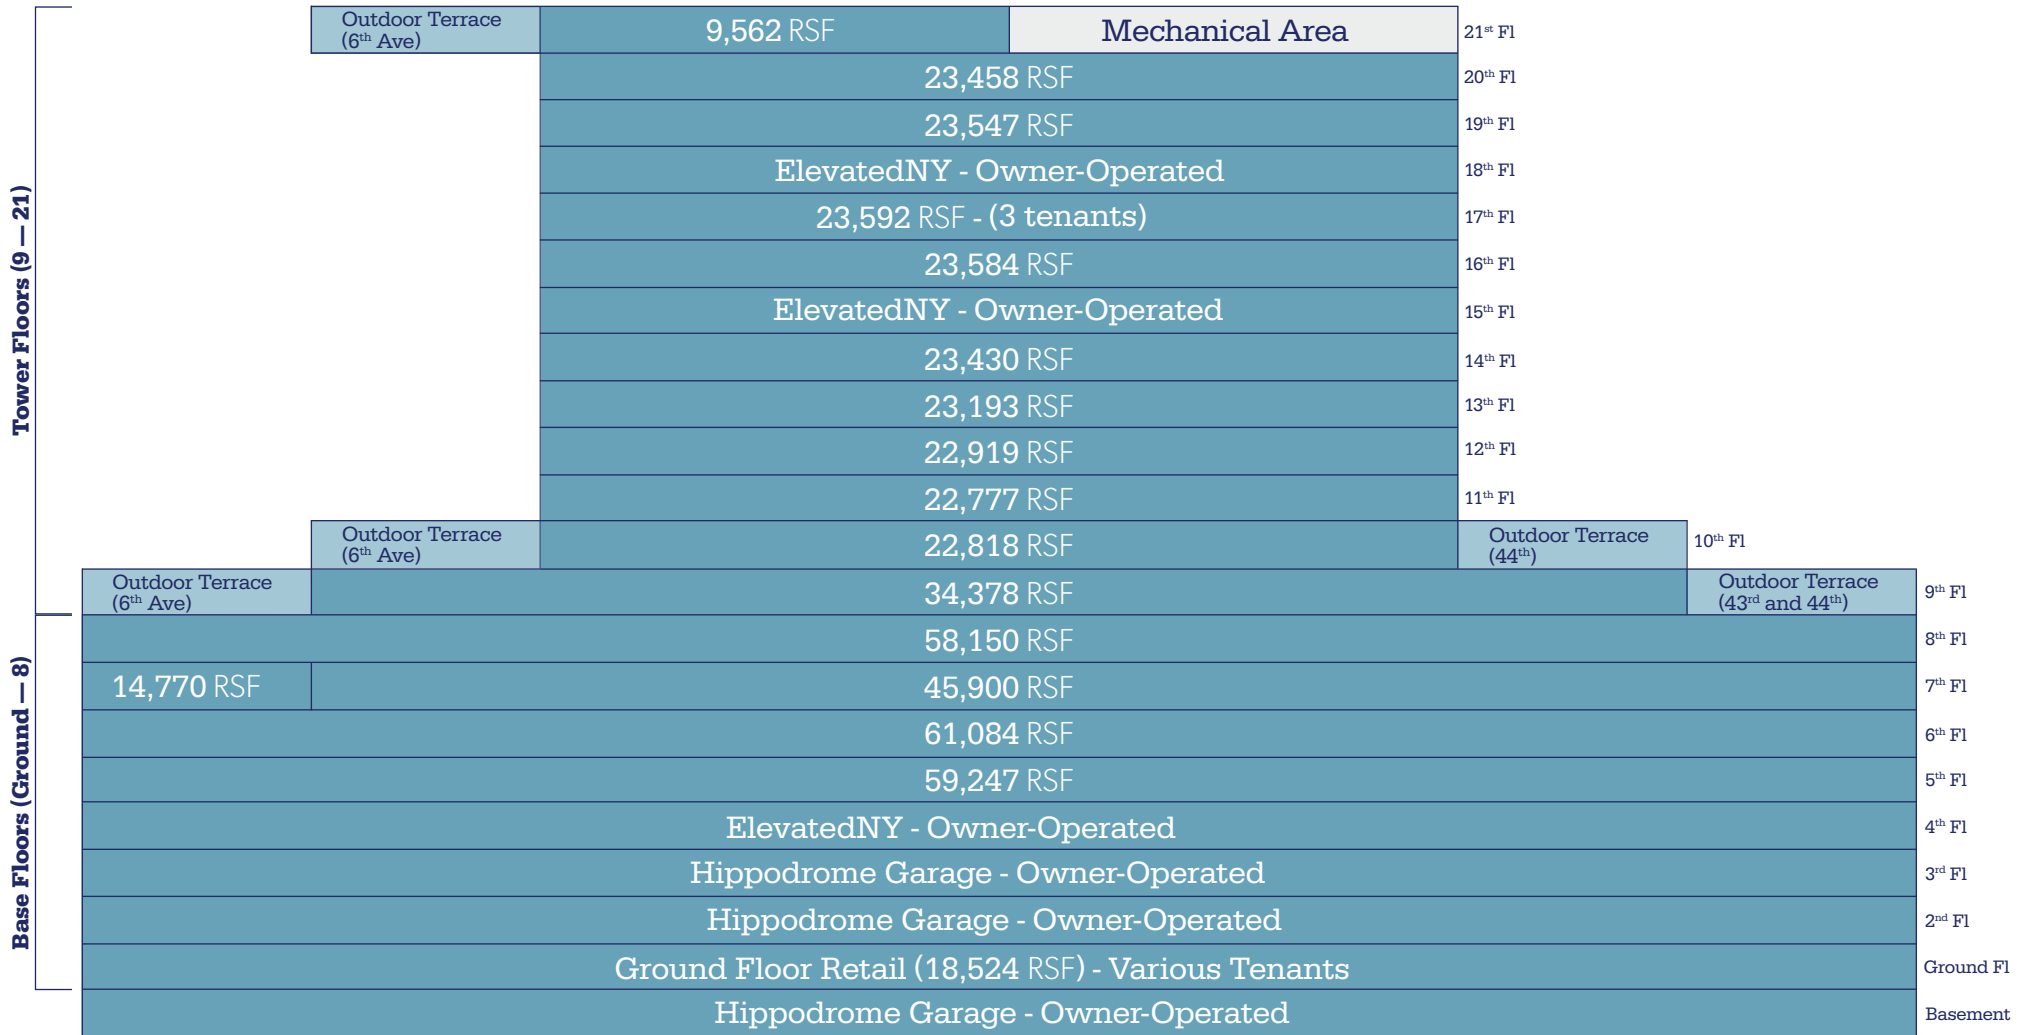 Outdoor Terrace
(6th Ave)
9,562 RSF
Mechanical Area
21st Fl
23,458 RSF
20th Fl
23,547 RSF
19th Fl
ElevatedNY - Owner-Operated
18th Fl
23,592 RSF - (3 tenants)
17th Fl
23,584 RSF
16th Fl
ElevatedNY - Owner-Operated
15th Fl
23,430 RSF
14th Fl
23,193 RSF
13th Fl
22,919 RSF
12th Fl
22,777 RSF
11th Fl
Outdoor Terrace
(6th Ave)
22,818 RSF
Outdoor Terrace
(44th)
10th Fl
Outdoor Terrace
(6th Ave)
34,378 RSF
Outdoor Terrace
(43rd and 44th)
9th Fl
Tower Floors (9 — 21)
58,150 RSF
8th Fl
14,770 RSF
45,900 RSF
7th Fl
61,084 RSF
6th Fl
59,247 RSF
5th Fl
ElevatedNY - Owner-Operated
4th Fl
Hippodrome Garage - Owner-Operated
3rd Fl
Hippodrome Garage - Owner-Operated
2nd Fl
Ground Floor Retail (18,524 RSF) - Various Tenants
Ground Fl
Base Floors (Ground — 8)
Hippodrome Garage - Owner-Operated
Basement